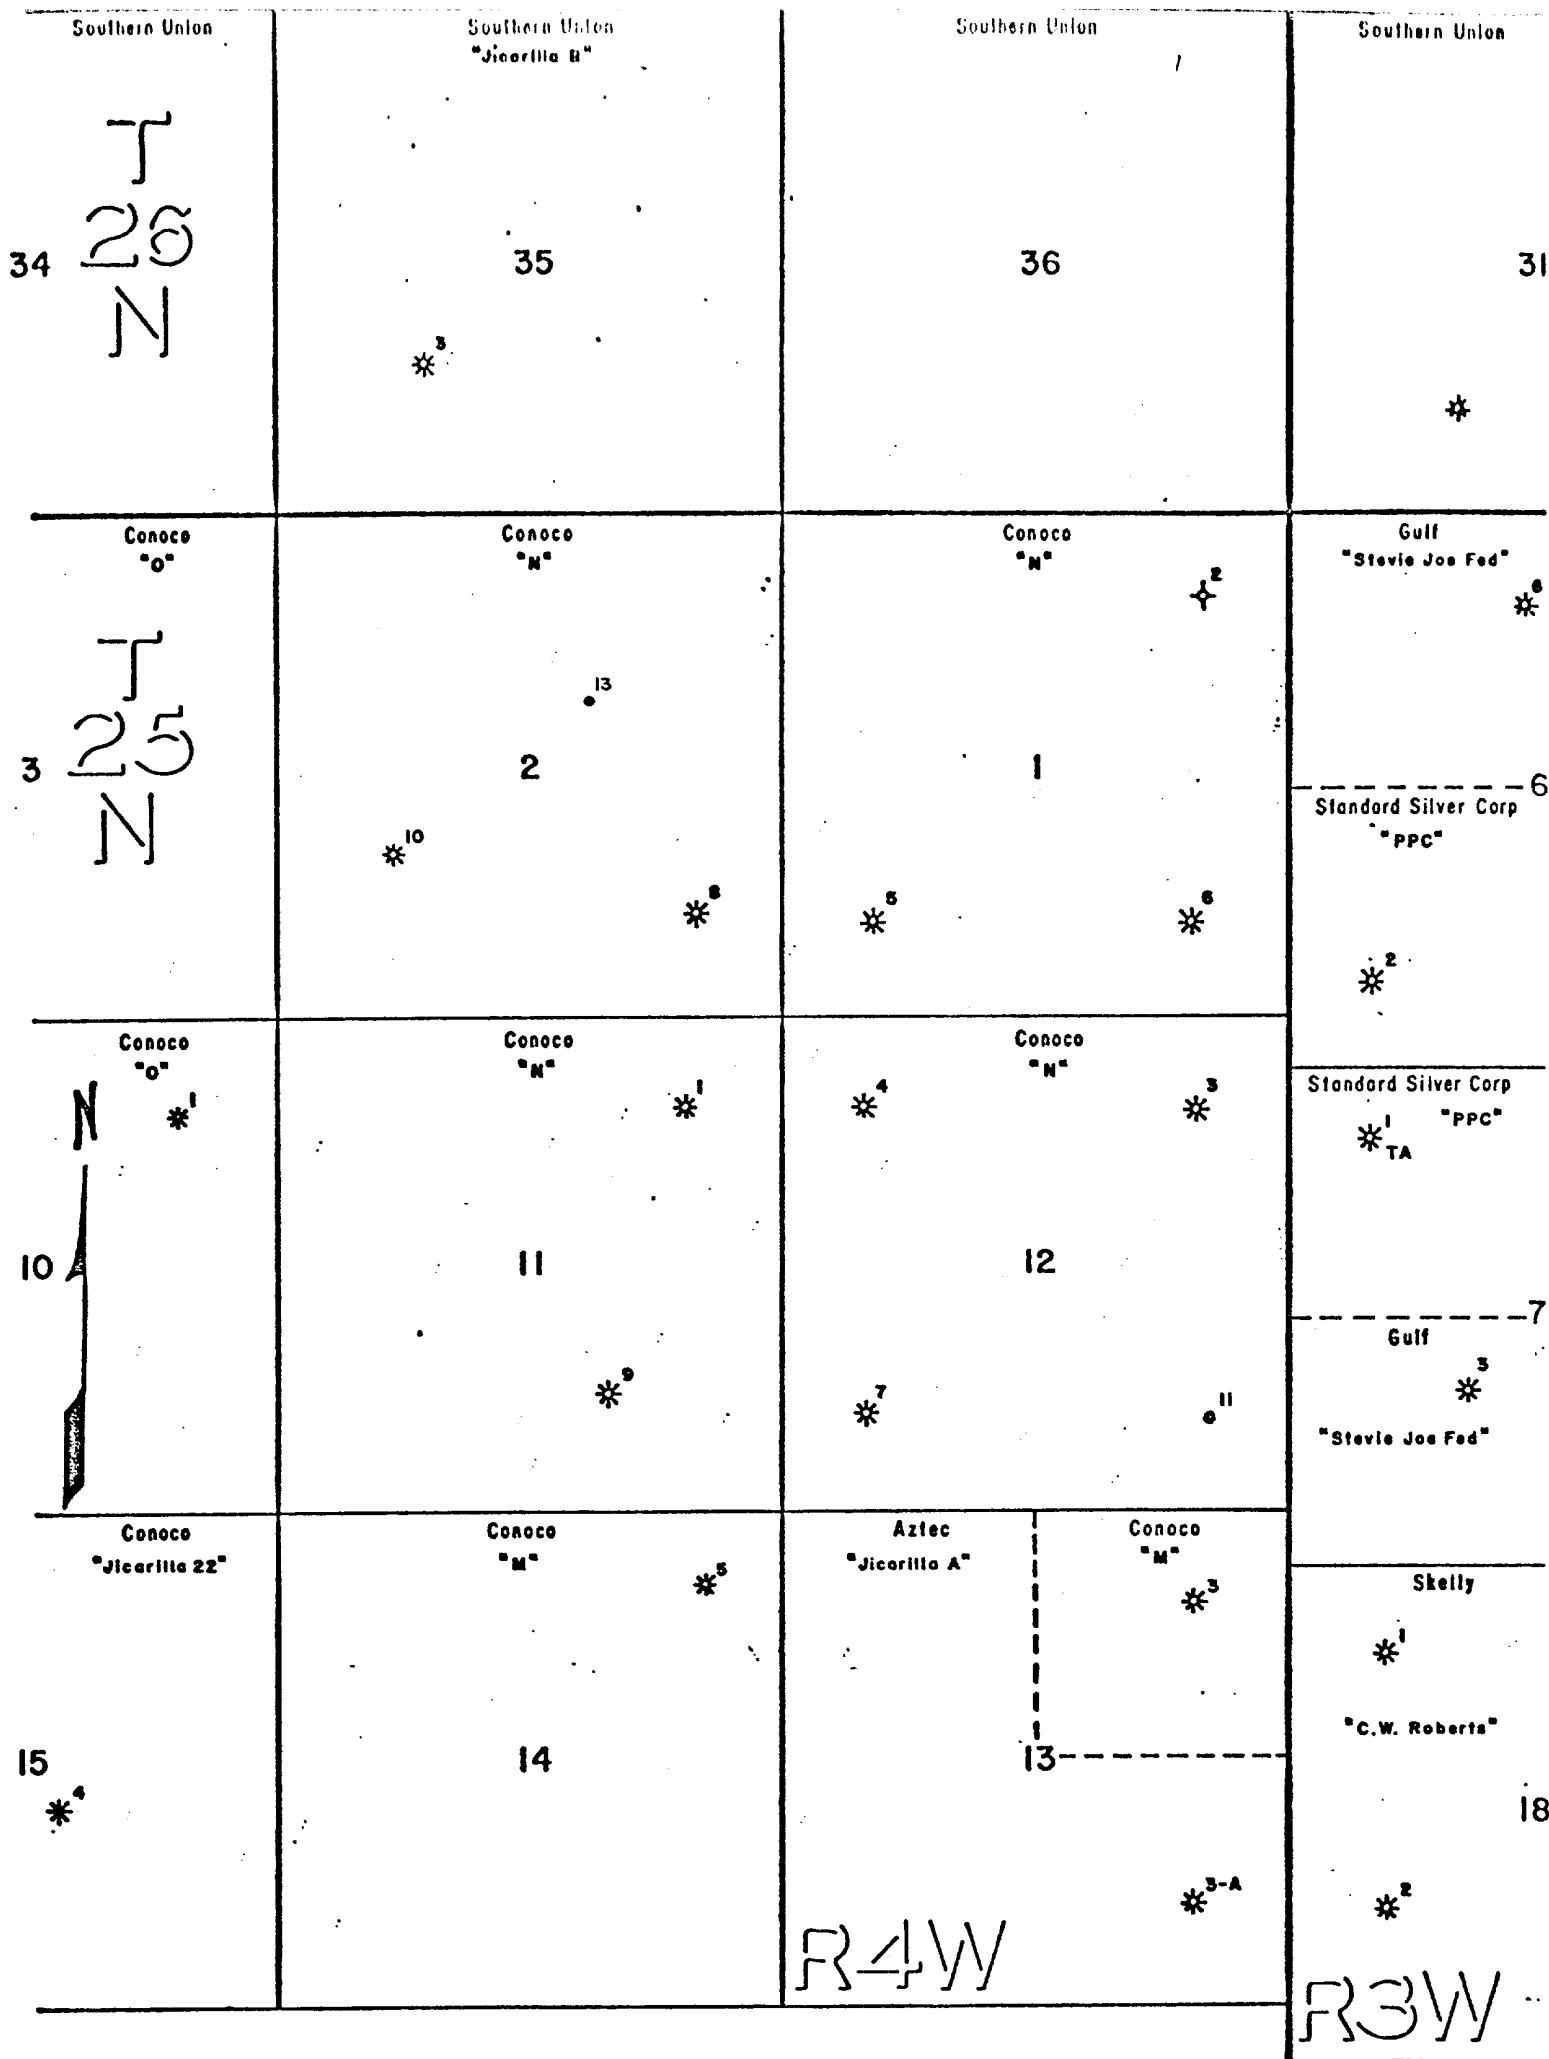 Southern Union
T
26
N
34
Southern Union
"Jicarilla B"
35
3
Southern Union
36
Southern Union
31
Conoco
"O"
T
25
N
3
Conoco
"N"
13
2
10
8
Conoco
"N"
2
1
5
6
Gulf
"Stevie Joe Fed"
6
6
Standard Silver Corp
"PPC"
2
Conoco
"O"
1
N
10
Conoco
"N"
1
11
9
Conoco
"N"
4
3
12
7
11
Standard Silver Corp
"PPC"
1
TA
7
Gulf
3
"Stevie Joe Fed"
Conoco
"Jicarilla 22"
15
4
Conoco
"M"
5
14
Aztec
"Jicarilla A"
Conoco
"M"
3
13
3-A
R4W
Skelly
1
"C.W. Roberts"
18
2
R3W